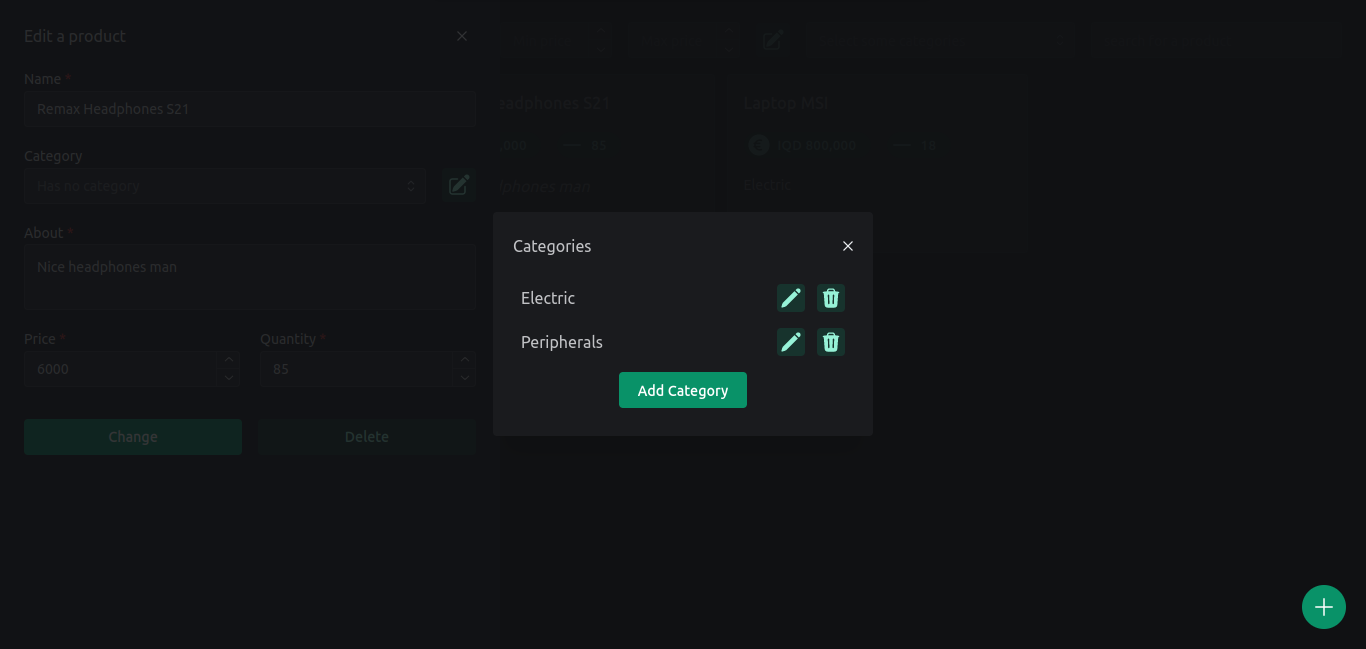 Edit a product
Name *
Remax Headphones S21
Category
Has no category
About *
Nice headphones man
Price * Quantity *
6000 85
Change Delete
eadphones S21
,000 — 85
phones man
Laptop MSI
€ IQD 800,000 — 18
Electric
Categories
Electric
Peripherals
Add Category